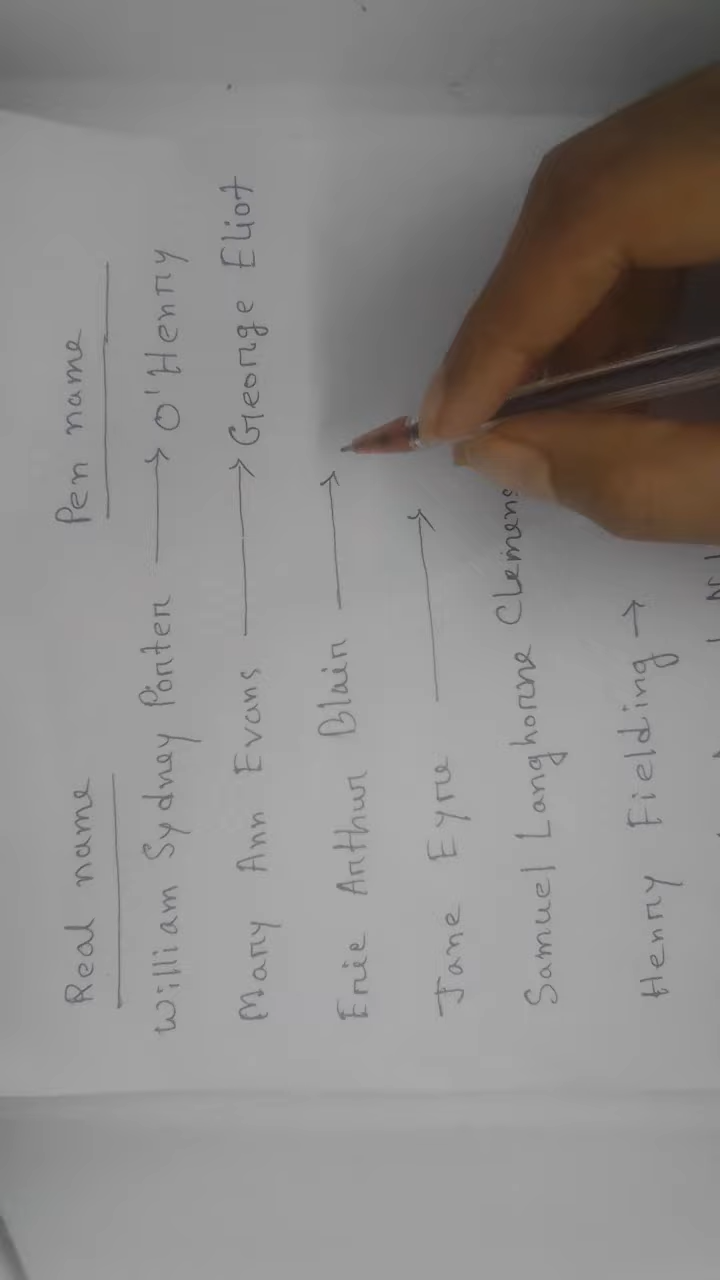 Real name Pen name
William Sydney Porter → O'Henry
Mary Ann Evans → George Eliot
Eric Arthur Blair →
Jane Eyre →
Samuel Langhorne Clemens
Henry Fielding →